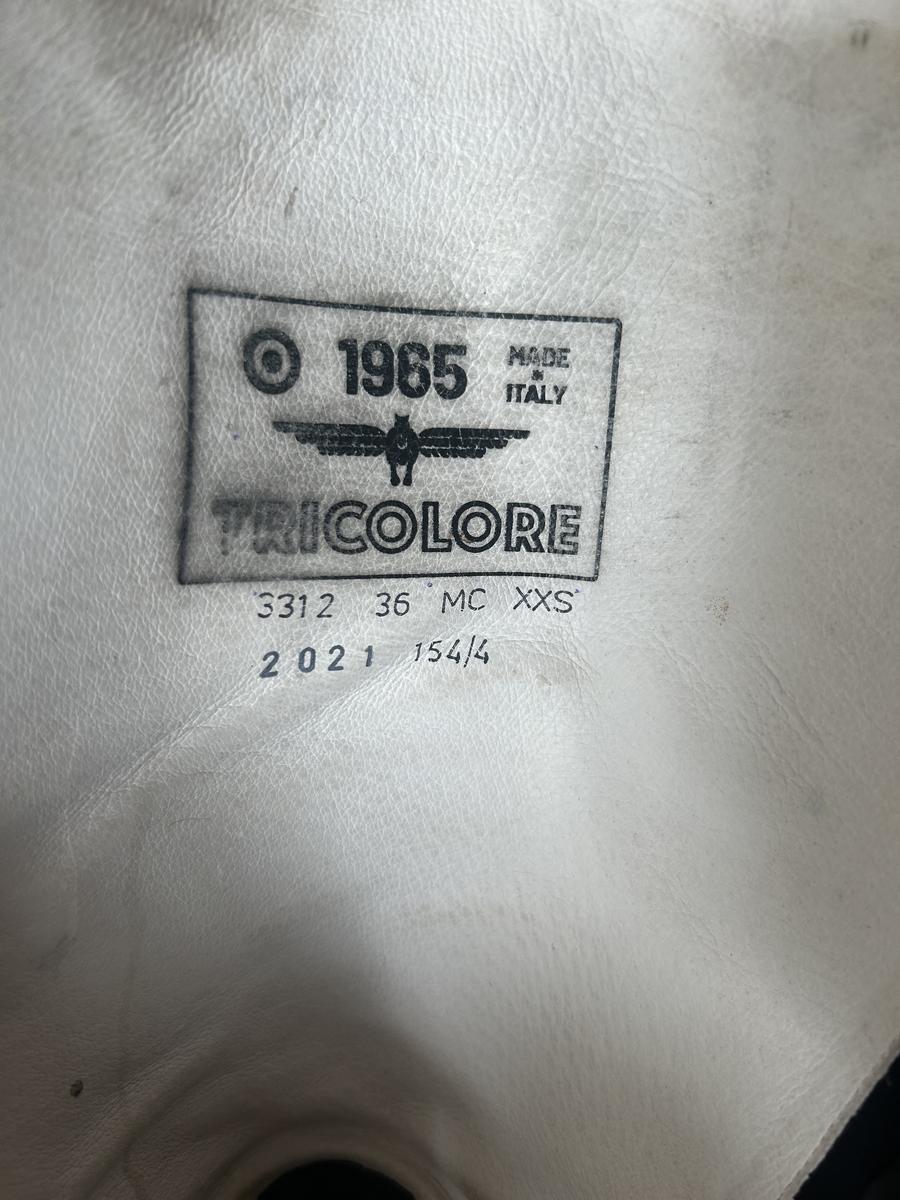 1965 MADE IN ITALY
TRICOLORE
3312 36 MC XXS
2021 154/4